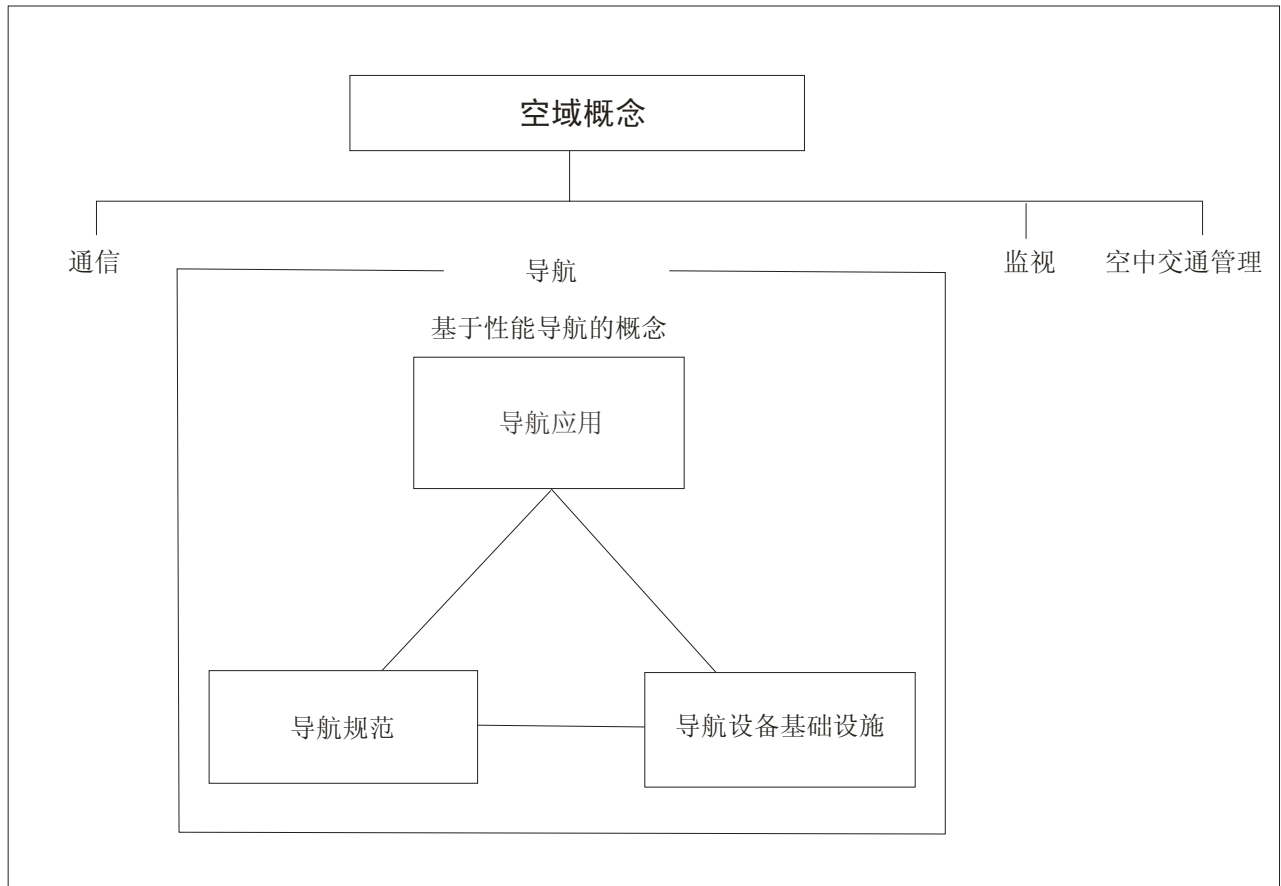 空域概念
通信
导航
监视
空中交通管理
基于性能导航的概念
导航应用
导航规范
导航设备基础设施